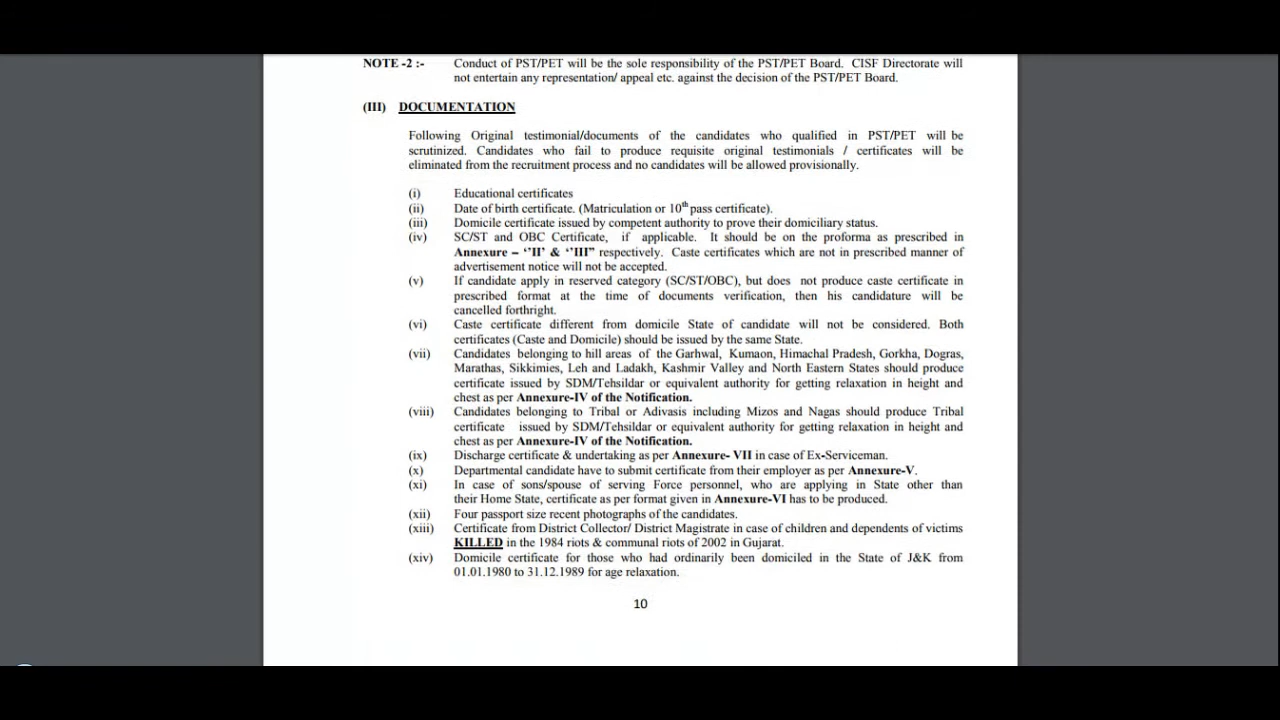 NOTE -2 :- Conduct of PST/PET will be the sole responsibility of the PST/PET Board. CISF Directorate will
not entertain any representation/ appeal etc. against the decision of the PST/PET Board.
(III) DOCUMENTATION
Following Original testimonial/documents of the candidates who qualified in PST/PET will be
scrutinized. Candidates who fail to produce requisite original testimonials / certificates will be
eliminated from the recruitment process and no candidates will be allowed provisionally.
(i) Educational certificates
(ii) Date of birth certificate. (Matriculation or 10th pass certificate).
(iii) Domicile certificate issued by competent authority to prove their domiciliary status.
(iv) SC/ST and OBC Certificate, if applicable. It should be on the proforma as prescribed in
Annexure – ‘’II’ & ‘’III” respectively. Caste certificates which are not in prescribed manner of
advertisement notice will not be accepted.
(v) If candidate apply in reserved category (SC/ST/OBC), but does not produce caste certificate in
prescribed format at the time of documents verification, then his candidature will be
cancelled forthright.
(vi) Caste certificate different from domicile State of candidate will not be considered. Both
certificates (Caste and Domicile) should be issued by the same State.
(vii) Candidates belonging to hill areas of the Garhwal, Kumaon, Himachal Pradesh, Gorkha, Dogras,
Marathas, Sikkimies, Leh and Ladakh, Kashmir Valley and North Eastern States should produce
certificate issued by SDM/Tehsildar or equivalent authority for getting relaxation in height and
chest as per Annexure-IV of the Notification.
(viii) Candidates belonging to Tribal or Adivasis including Mizos and Nagas should produce Tribal
certificate issued by SDM/Tehsildar or equivalent authority for getting relaxation in height and
chest as per Annexure-IV of the Notification.
(ix) Discharge certificate & undertaking as per Annexure- VII in case of Ex-Serviceman.
(x) Departmental candidate have to submit certificate from their employer as per Annexure-V.
(xi) In case of sons/spouse of serving Force personnel, who are applying in State other than
their Home State, certificate as per format given in Annexure-VI has to be produced.
(xii) Four passport size recent photographs of the candidates.
(xiii) Certificate from District Collector/ District Magistrate in case of children and dependents of victims
KILLED in the 1984 riots & communal riots of 2002 in Gujarat.
(xiv) Domicile certificate for those who had ordinarily been domiciled in the State of J&K from
01.01.1980 to 31.12.1989 for age relaxation.
10